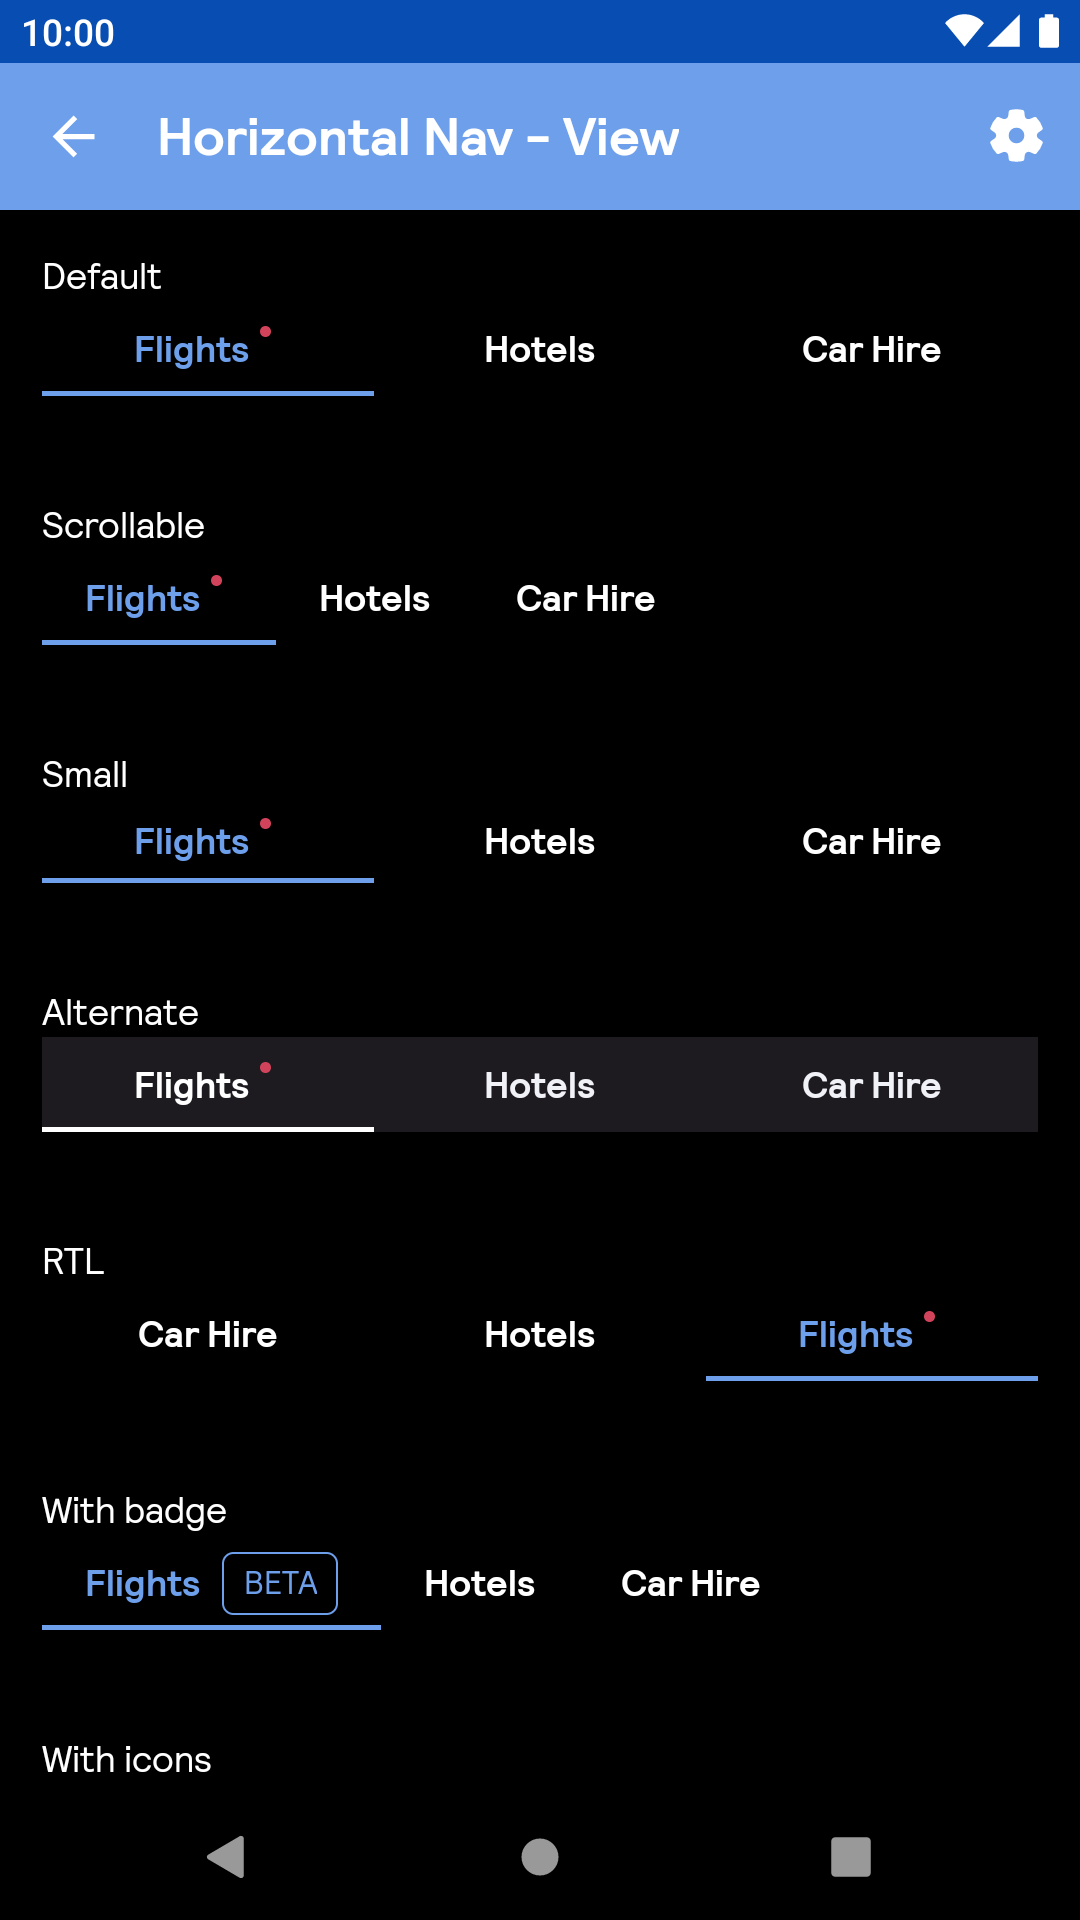 10:00
Horizontal Nav - View
Default
Flights Hotels Car Hire
Scrollable
Flights Hotels Car Hire
Small
Flights Hotels Car Hire
Alternate
Flights Hotels Car Hire
RTL
Car Hire Hotels Flights
With badge
Flights BETA Hotels Car Hire
With icons